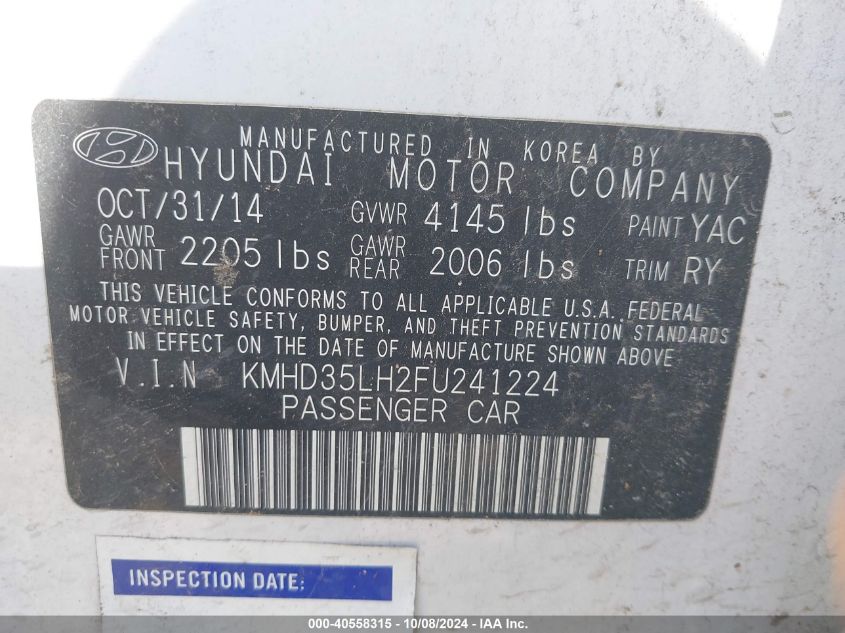 MANUFACTURED IN KOREA BY
HYUNDAI MOTOR COMPANY
OCT/31/14 GVWR 4145 lbs PAINT YAC
GAWR FRONT 2205 lbs GAWR REAR 2006 lbs TRIM RY
THIS VEHICLE CONFORMS TO ALL APPLICABLE U.S.A. FEDERAL
MOTOR VEHICLE SAFETY, BUMPER, AND THEFT PREVENTION STANDARDS
IN EFFECT ON THE DATE OF MANUFACTURE SHOWN ABOVE
V.I.N KMHD35LH2FU241224
PASSENGER CAR
INSPECTION DATE:
000-40558315 - 10/08/2024 - IAA Inc.